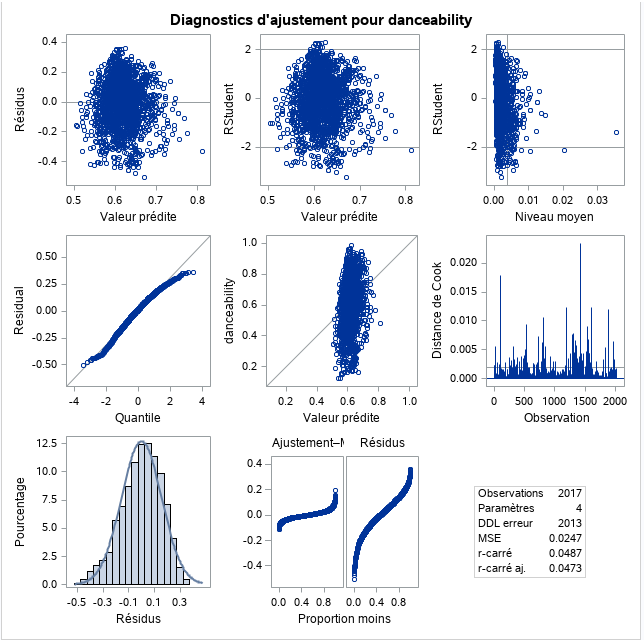 Diagnostics d'ajustement pour danceability
Résidus
0.4
0.2
0.0
-0.2
-0.4
0.5 0.6 0.7 0.8
Valeur prédite
RStudent
2
0
-2
0.5 0.6 0.7 0.8
Valeur prédite
RStudent
2
0
-2
0.00 0.01 0.02 0.03
Niveau moyen
Residual
0.50
0.25
0.00
-0.25
-0.50
-4 -2 0 2 4
Quantile
danceability
1.0
0.8
0.6
0.4
0.2
0.2 0.4 0.6 0.8 1.0
Valeur prédite
Distance de Cook
0.020
0.015
0.010
0.005
0.000
0 500 1000 1500 2000
Observation
Pourcentage
12.5
10.0
7.5
5.0
2.5
0.0
-0.5 -0.3 -0.1 0.1 0.3
Résidus
Ajustement–M Résidus
0.4
0.2
0.0
-0.2
-0.4
0.0 0.4 0.8 0.0 0.4 0.8
Proportion moins
Observations 2017
Paramètres 4
DDL erreur 2013
MSE 0.0247
r-carré 0.0487
r-carré aj. 0.0473